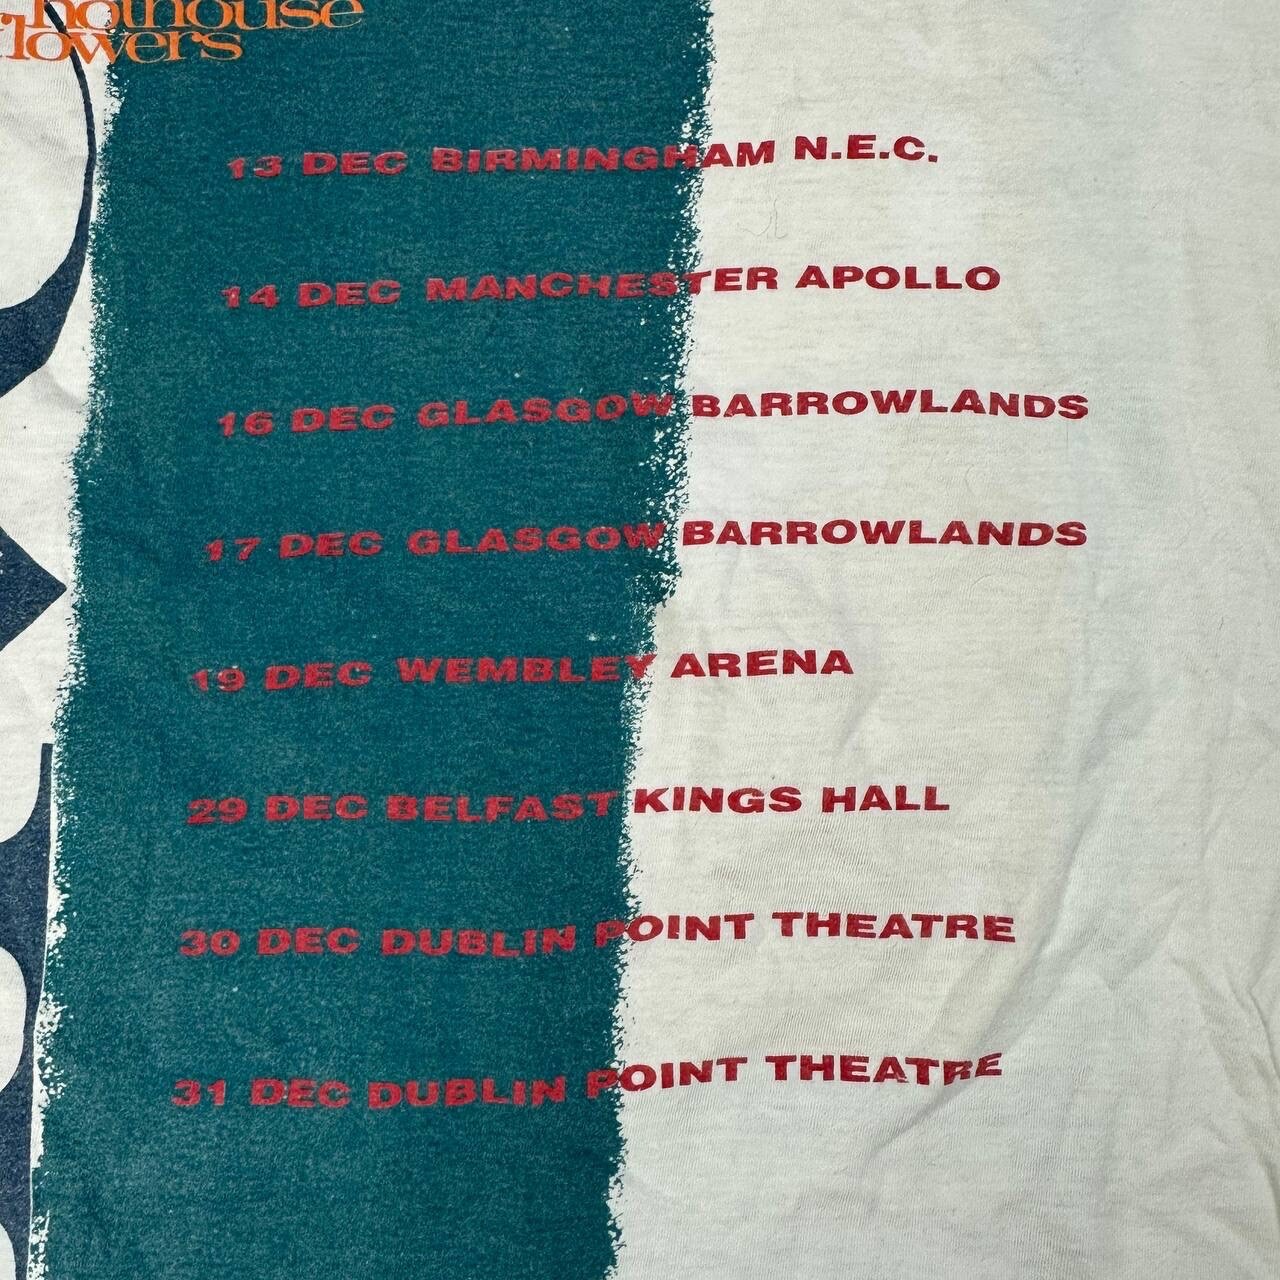 hothouse
flowers
13 DEC BIRMINGHAM N.E.C.
14 DEC MANCHESTER APOLLO
16 DEC GLASGOW BARROWLANDS
17 DEC GLASGOW BARROWLANDS
19 DEC WEMBLEY ARENA
29 DEC BELFAST KINGS HALL
30 DEC DUBLIN POINT THEATRE
31 DEC DUBLIN POINT THEATRE